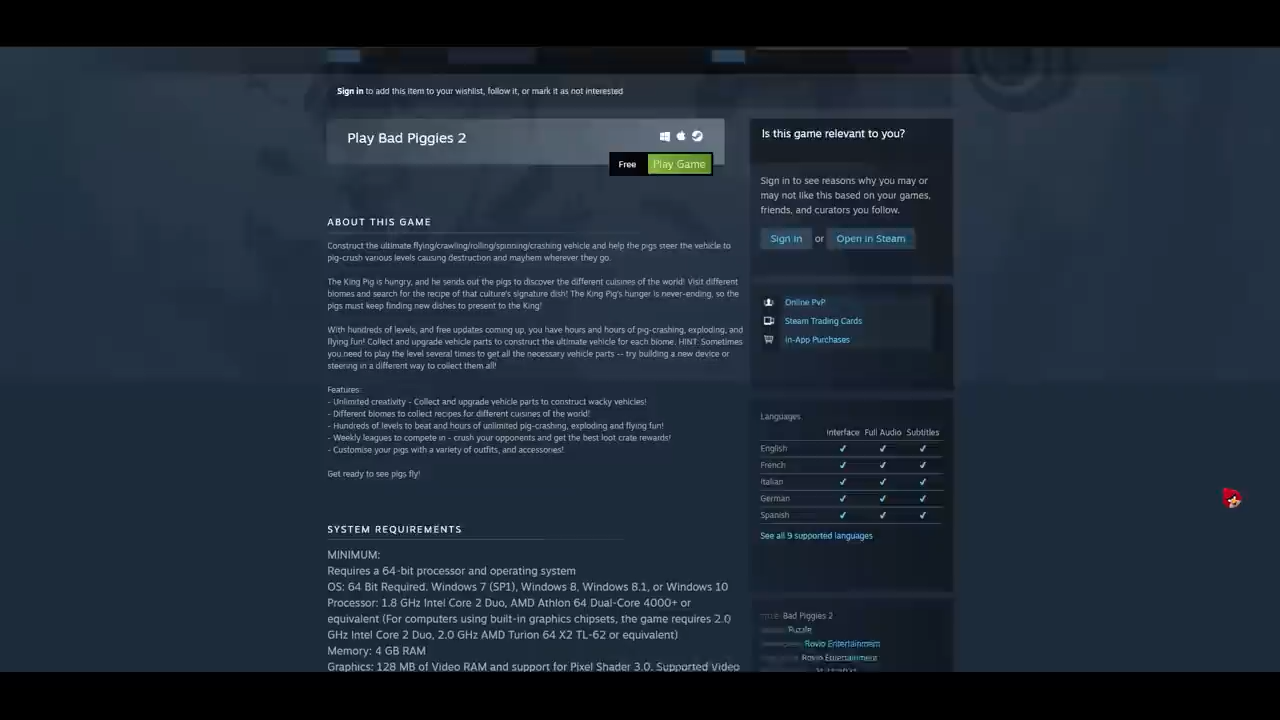 Sign in to add this item to your wishlist, follow it, or mark it as not interested
Play Bad Piggies 2
Free
Play Game
ABOUT THIS GAME
Construct the ultimate flying/crawling/rolling/spinning/crashing vehicle and help the pigs steer the vehicle to
pig-crush various levels causing destruction and mayhem wherever they go.
The King Pig is hungry, and he sends out the pigs to discover the different cuisines of the world! Visit different
biomes and search for the recipe of that culture's signature dish! The King Pig's hunger is never-ending, so the
pigs must keep finding new dishes to present to the King!
With hundreds of levels, and free updates coming up, you have hours and hours of pig-crashing, exploding, and
flying fun! Collect and upgrade vehicle parts to construct the ultimate vehicle for each biome. HINT: Sometimes
you need to play the level several times to get all the necessary vehicle parts -- try building a new device or
steering in a different way to collect them all!
Features:
- Unlimited creativity - Collect and upgrade vehicle parts to construct wacky vehicles!
- Different biomes to collect recipes for different cuisines of the world!
- Hundreds of levels to beat and hours of unlimited pig-crashing, exploding and flying fun!
- Weekly leagues to compete in - crush your opponents and get the best loot crate rewards!
- Customise your pigs with a variety of outfits, and accessories!
Get ready to see pigs fly!
SYSTEM REQUIREMENTS
MINIMUM:
Requires a 64-bit processor and operating system
OS: 64 Bit Required. Windows 7 (SP1), Windows 8, Windows 8.1, or Windows 10
Processor: 1.8 GHz Intel Core 2 Duo, AMD Athlon 64 Dual-Core 4000+ or
equivalent (For computers using built-in graphics chipsets, the game requires 2.0
GHz Intel Core 2 Duo, 2.0 GHz AMD Turion 64 X2 TL-62 or equivalent)
Memory: 4 GB RAM
Graphics: 128 MB of Video RAM and support for Pixel Shader 3.0. Supported Video
Is this game relevant to you?
Sign in to see reasons why you may or
may not like this based on your games,
friends, and curators you follow.
Sign in or Open in Steam
Online PvP
Steam Trading Cards
In-App Purchases
Languages
Interface Full Audio Subtitles
English ✔ ✔ ✔
French ✔ ✔ ✔
Italian ✔ ✔ ✔
German ✔ ✔ ✔
Spanish ✔ ✔ ✔
See all 9 supported languages
Bad Piggies 2
Puzzle
Rovio Entertainment
Rovio Entertainment